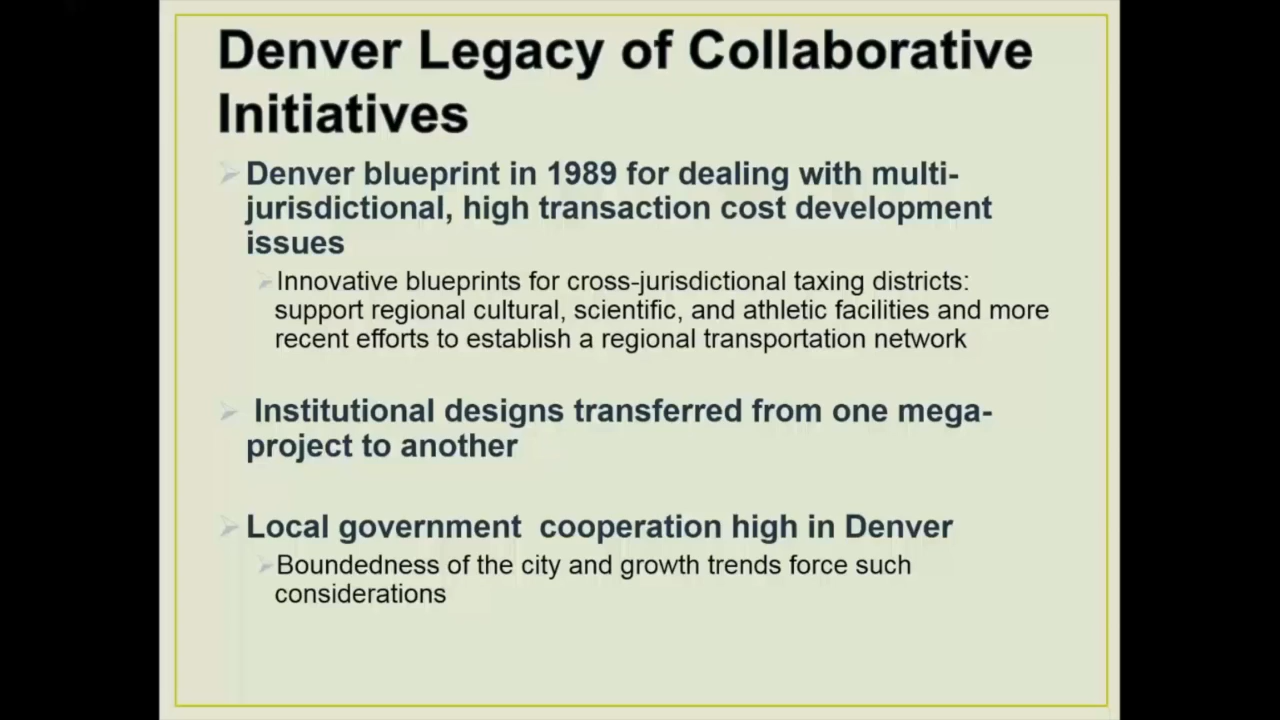 Denver Legacy of Collaborative
Initiatives
Denver blueprint in 1989 for dealing with multi-
jurisdictional, high transaction cost development
issues
Innovative blueprints for cross-jurisdictional taxing districts:
support regional cultural, scientific, and athletic facilities and more
recent efforts to establish a regional transportation network
Institutional designs transferred from one mega-
project to another
Local government  cooperation high in Denver
Boundedness of the city and growth trends force such
considerations